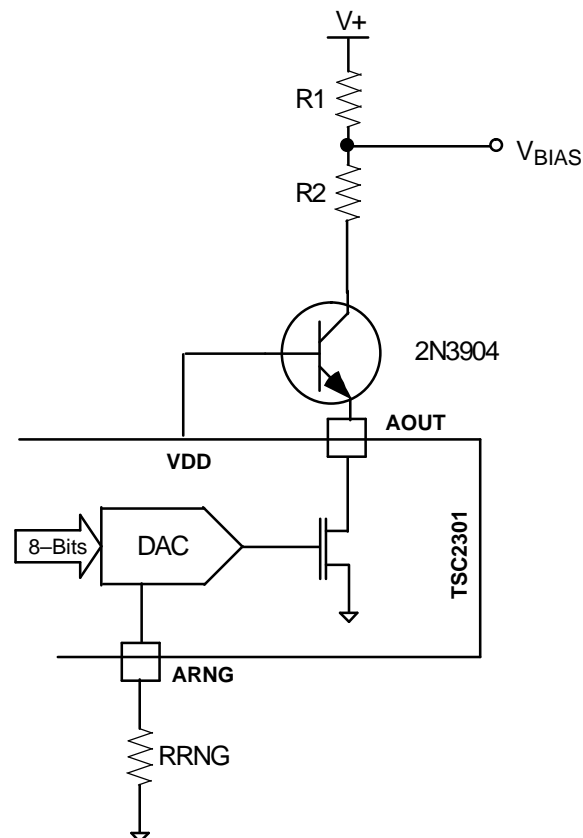 V+
R1
VBIAS
R2
2N3904
AOUT
VDD
8–Bits
DAC
TSC2301
ARNG
RRNG